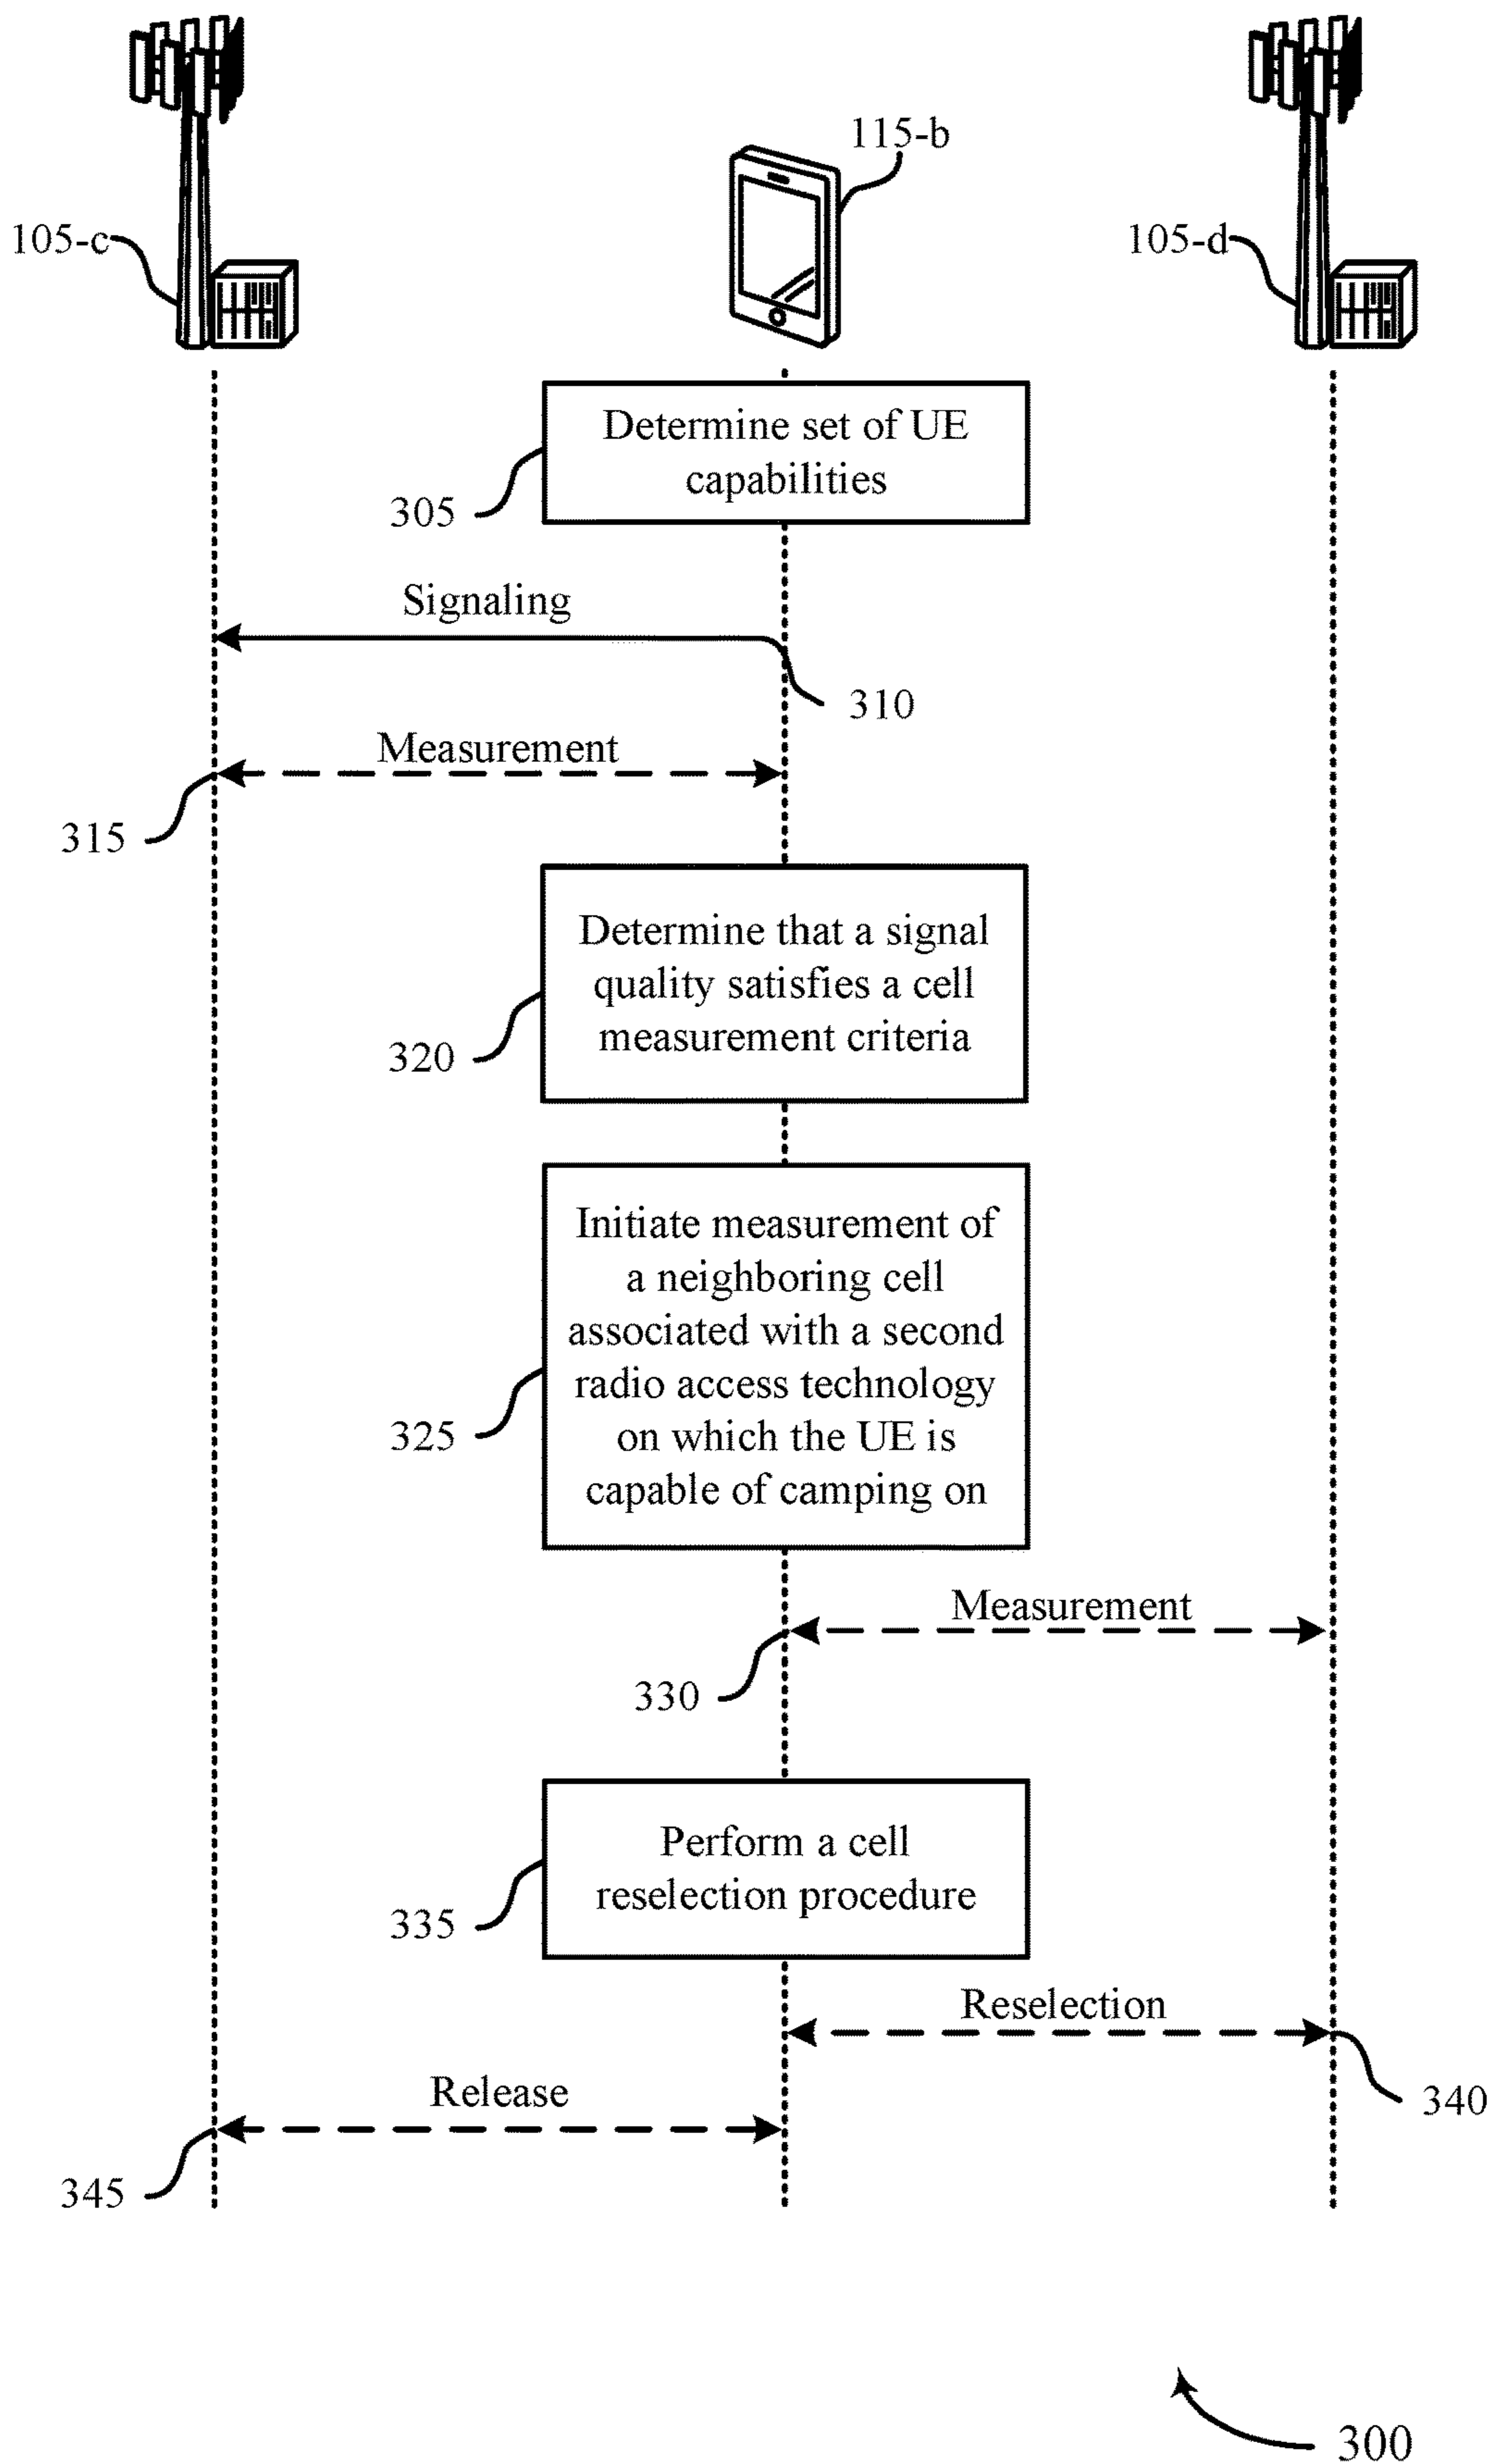 115-b
105-c
105-d
Determine set of UE
capabilities
305
Signaling
310
Measurement
315
Determine that a signal
quality satisfies a cell
measurement criteria
320
Initiate measurement of
a neighboring cell
associated with a second
radio access technology
on which the UE is
capable of camping on
325
Measurement
330
Perform a cell
reselection procedure
335
Reselection
340
Release
345
300